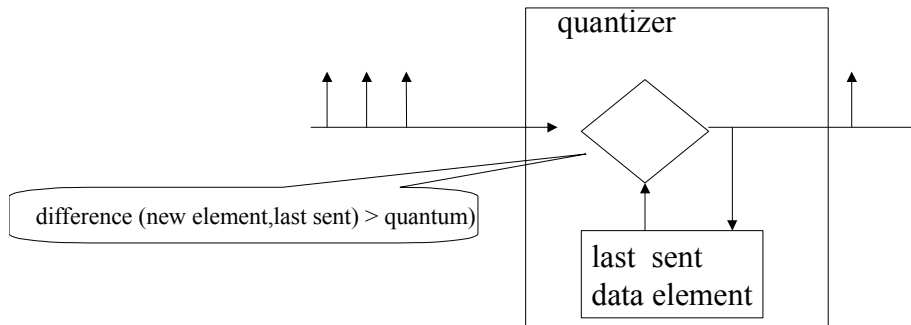 quantizer
difference (new element,last sent) > quantum)
last sent
data element